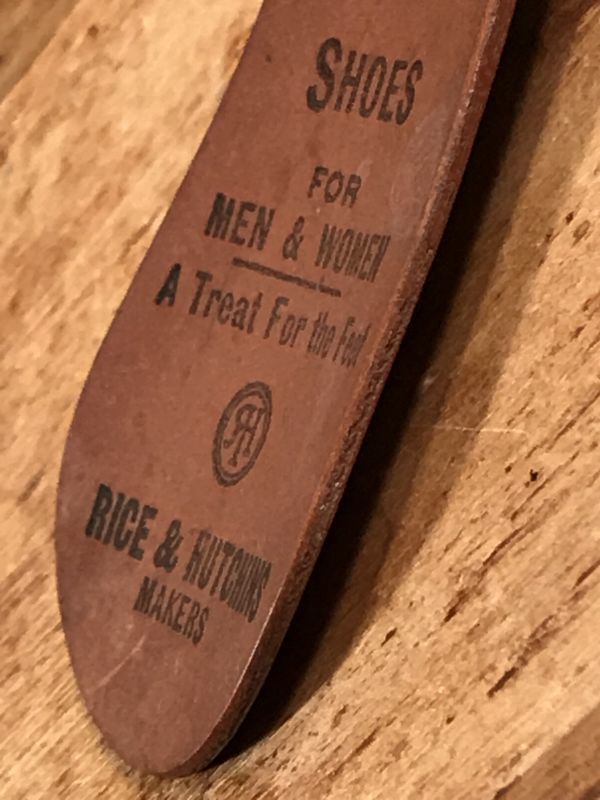 SHOES
FOR
MEN & WOMEN
A Treat For the Feet
RH
RICE & HUTCHINS
MAKERS